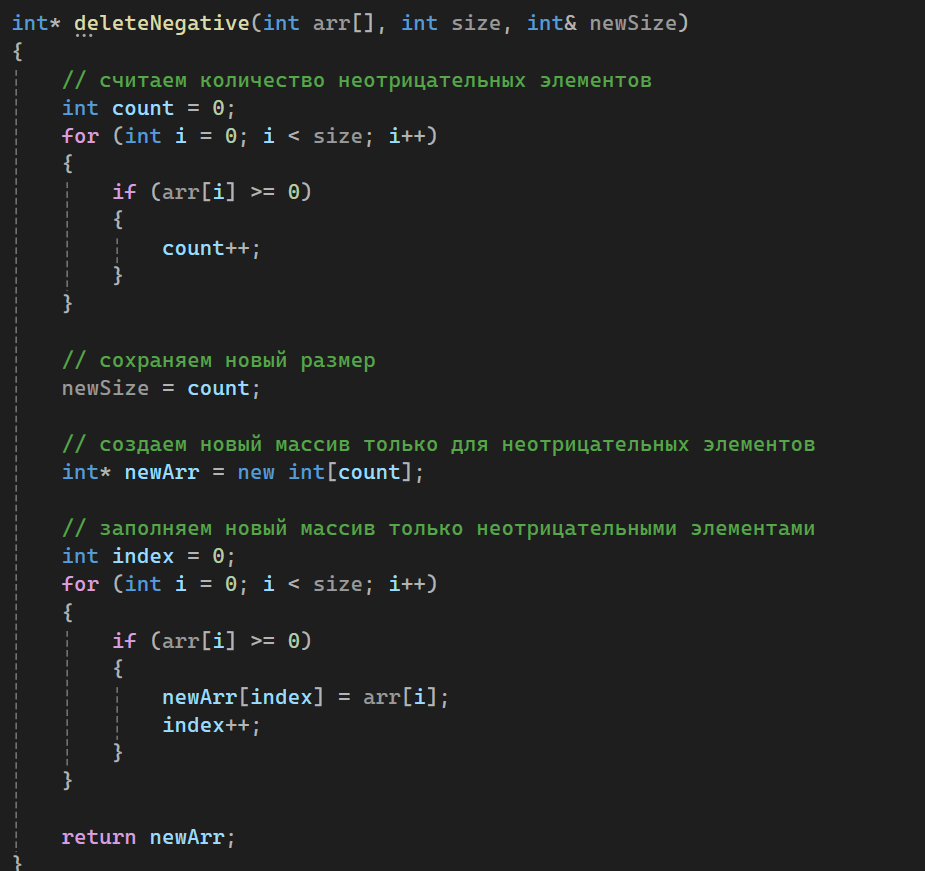 int* deleteNegative(int arr[], int size, int& newSize)
{
    // считаем количество неотрицательных элементов
    int count = 0;
    for (int i = 0; i < size; i++)
    {
        if (arr[i] >= 0)
        {
            count++;
        }
    }

    // сохраняем новый размер
    newSize = count;

    // создаем новый массив только для неотрицательных элементов
    int* newArr = new int[count];

    // заполняем новый массив только неотрицательными элементами
    int index = 0;
    for (int i = 0; i < size; i++)
    {
        if (arr[i] >= 0)
        {
            newArr[index] = arr[i];
            index++;
        }
    }

    return newArr;
}